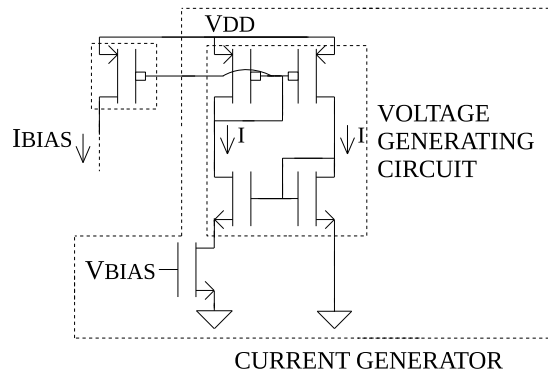 VDD
IBIAS
I
I
VOLTAGE
GENERATING
CIRCUIT
VBIAS
CURRENT GENERATOR